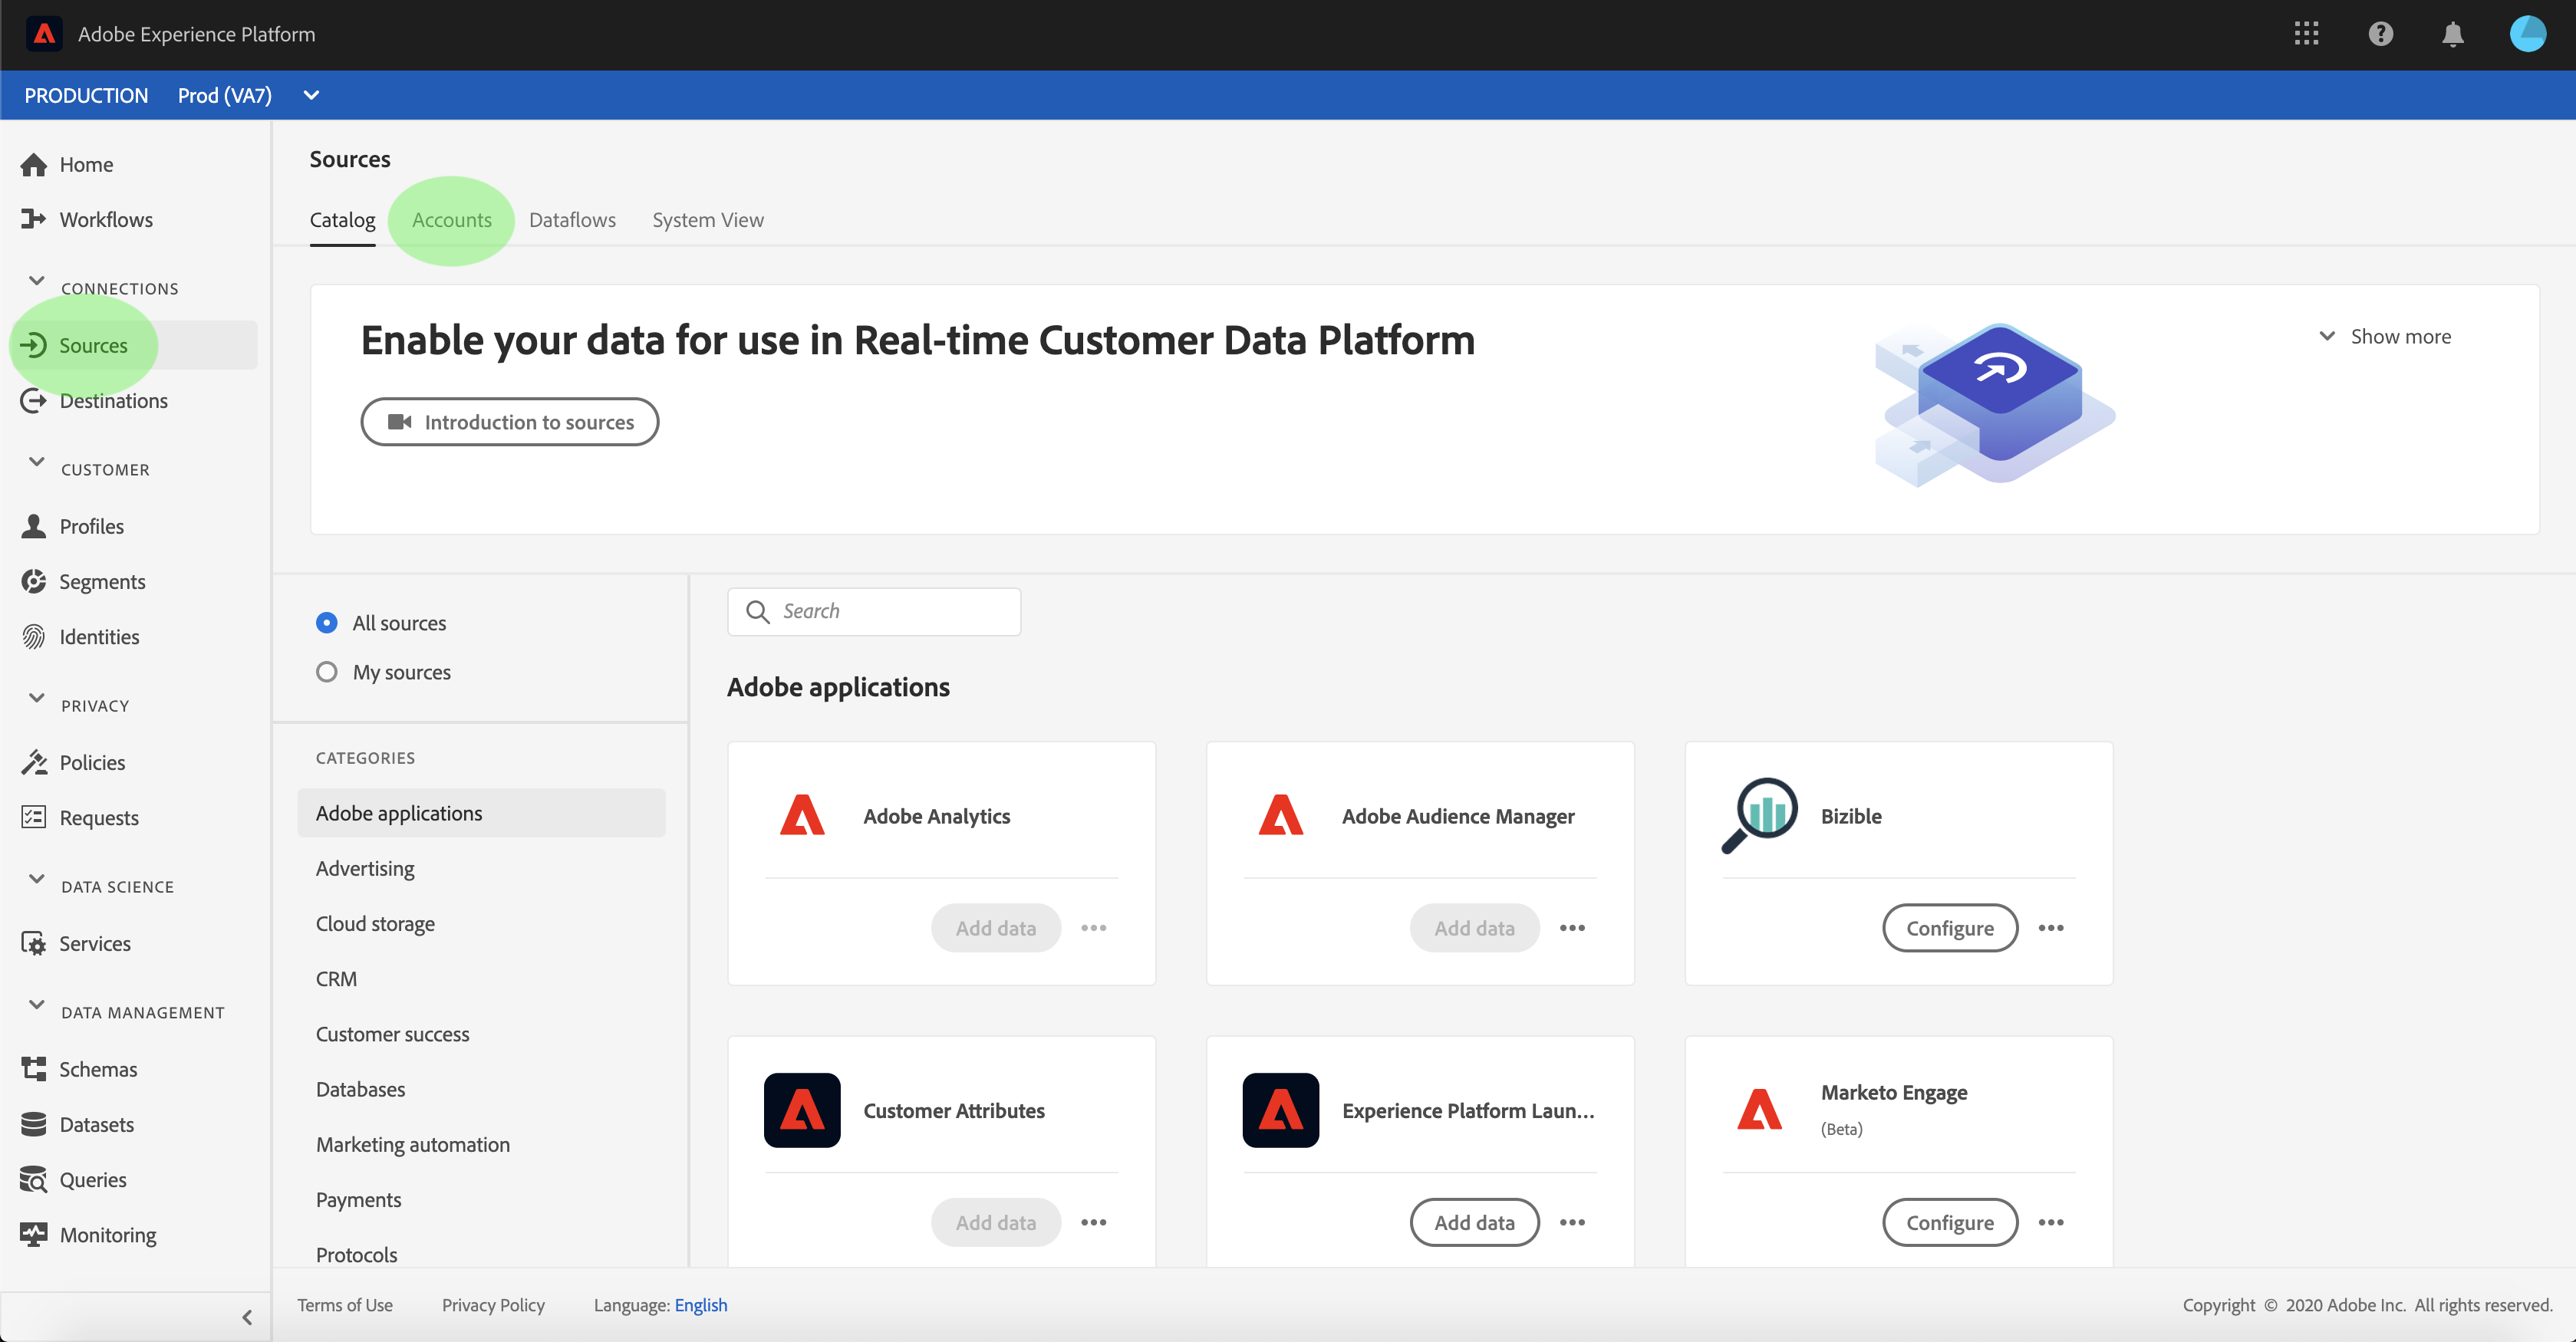 Adobe Experience Platform
PRODUCTION Prod (VA7)
Home
Workflows
CONNECTIONS
Sources
Destinations
CUSTOMER
Profiles
Segments
Identities
PRIVACY
Policies
Requests
DATA SCIENCE
Services
DATA MANAGEMENT
Schemas
Datasets
Queries
Monitoring
Sources
Catalog Accounts Dataflows System View
Enable your data for use in Real-time Customer Data Platform
Show more
Introduction to sources
All sources
My sources
CATEGORIES
Adobe applications
Advertising
Cloud storage
CRM
Customer success
Databases
Marketing automation
Payments
Protocols
Search
Adobe applications
Adobe Analytics
Add data
Adobe Audience Manager
Add data
Bizible
Configure
Customer Attributes
Add data
Experience Platform Laun...
Add data
Marketo Engage
(Beta)
Configure
Terms of Use Privacy Policy Language: English
Copyright © 2020 Adobe Inc. All rights reserved.